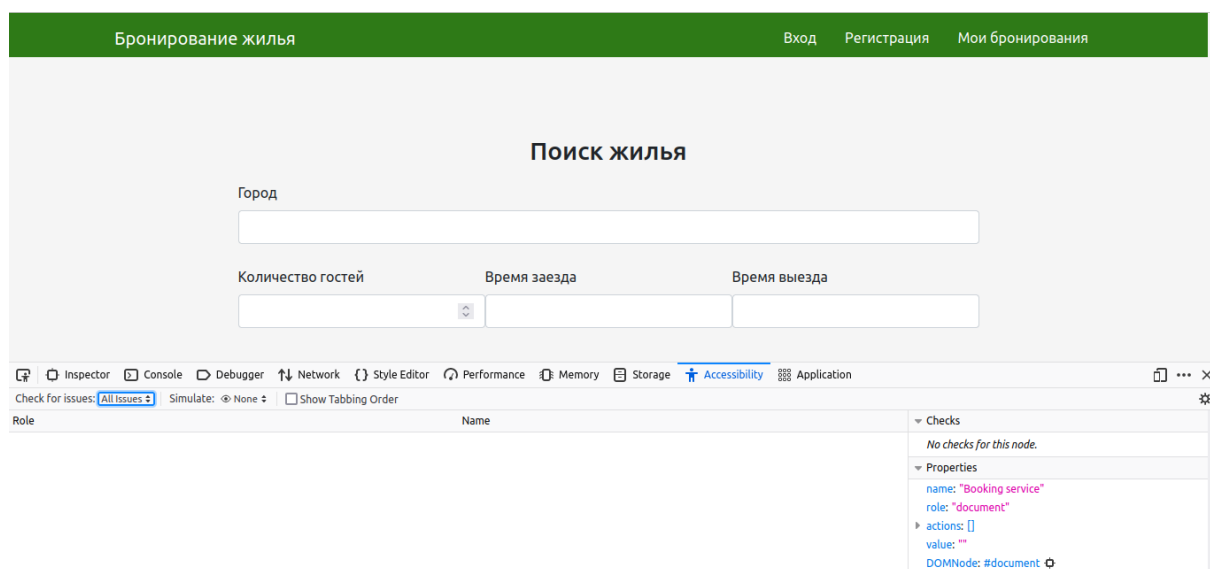 Бронирование жилья Вход Регистрация Мои бронирования
Поиск жилья
Город
Количество гостей Время заезда Время выезда
Inspector Console Debugger Network {} Style Editor Performance Memory Storage Accessibility Application
Check for issues: All Issues Simulate: None Show Tabbing Order
Role Name Checks
No checks for this node.
Properties
name: "Booking service"
role: "document"
actions: []
value: ""
DOMNode: #document